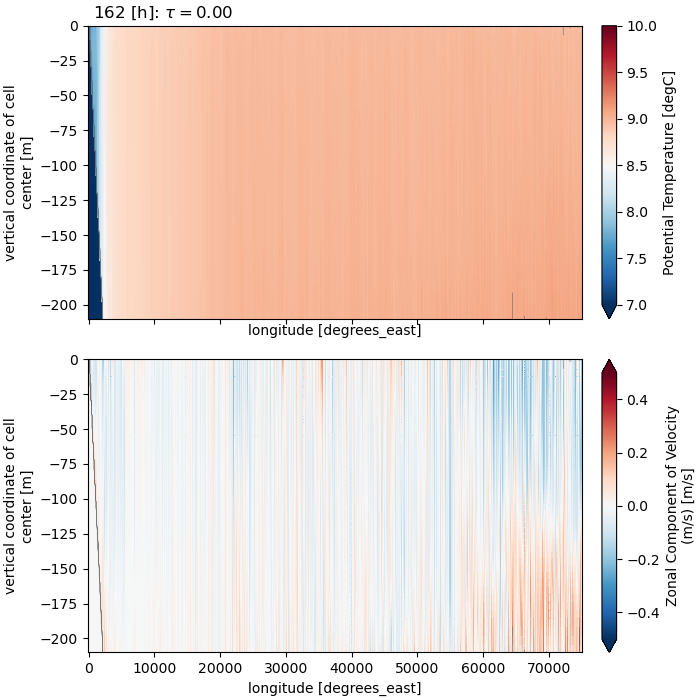 162 [h]: τ = 0.00
0
−25
−50
−75
−100
−125
−150
−175
−200
vertical coordinate of cell
center [m]
longitude [degrees_east]
10.0
9.5
9.0
8.5
8.0
7.5
7.0
Potential Temperature [degC]
0
−25
−50
−75
−100
−125
−150
−175
−200
vertical coordinate of cell
center [m]
0 10000 20000 30000 40000 50000 60000 70000
longitude [degrees_east]
0.4
0.2
0.0
−0.2
−0.4
Zonal Component of Velocity
(m/s) [m/s]